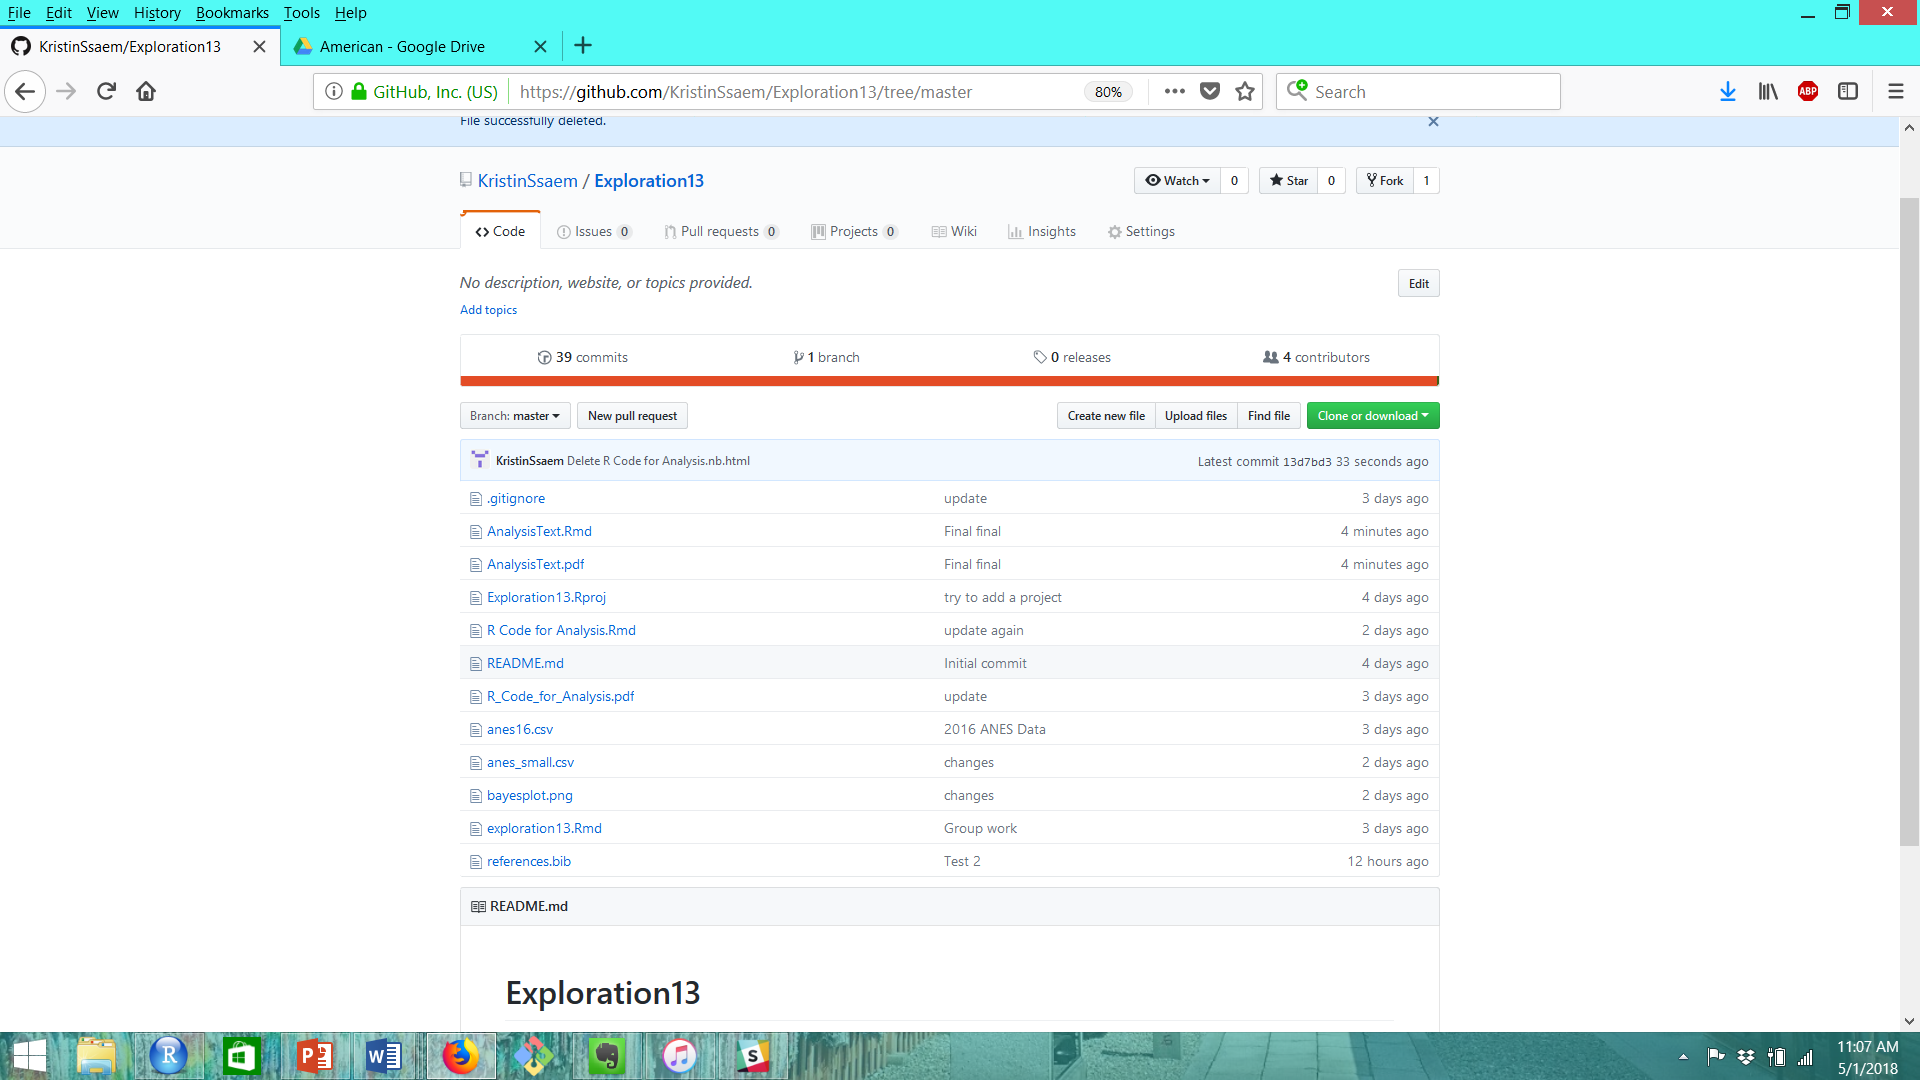 File Edit View History Bookmarks Tools Help
KristinSsaem/Exploration13 American - Google Drive
GitHub, Inc. (US) https://github.com/KristinSsaem/Exploration13/tree/master 80% Search ABP
File successfully deleted.
KristinSsaem / Exploration13 Watch 0 Star 0 Fork 1
Code Issues 0 Pull requests 0 Projects 0 Wiki Insights Settings
No description, website, or topics provided. Edit
Add topics
39 commits 1 branch 0 releases 4 contributors
Branch: master New pull request Create new file Upload files Find file Clone or download
KristinSsaem Delete R Code for Analysis.nb.html Latest commit 13d7bd3 33 seconds ago
.gitignore update 3 days ago
AnalysisText.Rmd Final final 4 minutes ago
AnalysisText.pdf Final final 4 minutes ago
Exploration13.Rproj try to add a project 4 days ago
R Code for Analysis.Rmd update again 2 days ago
README.md Initial commit 4 days ago
R_Code_for_Analysis.pdf update 3 days ago
anes16.csv 2016 ANES Data 3 days ago
anes_small.csv changes 2 days ago
bayesplot.png changes 2 days ago
exploration13.Rmd Group work 3 days ago
references.bib Test 2 12 hours ago
README.md
Exploration13
11:07 AM
5/1/2018